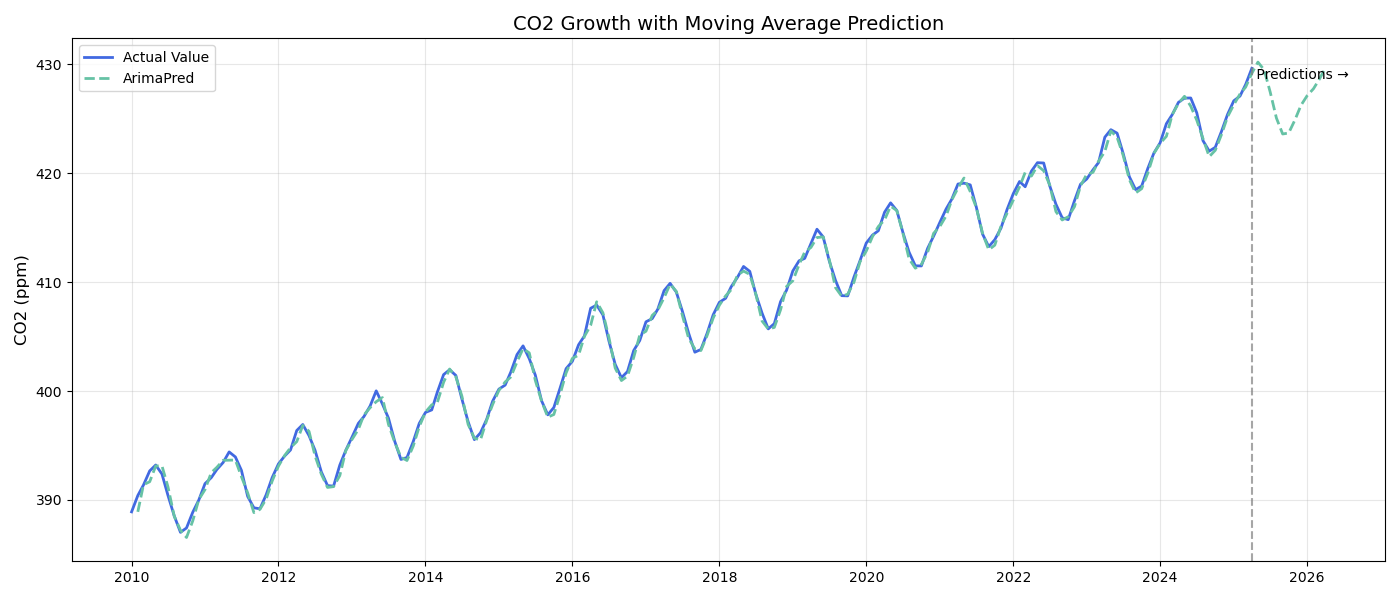 CO2 Growth with Moving Average Prediction
Actual Value
ArimaPred
Predictions →
CO2 (ppm)
430
420
410
400
390
2010
2012
2014
2016
2018
2020
2022
2024
2026